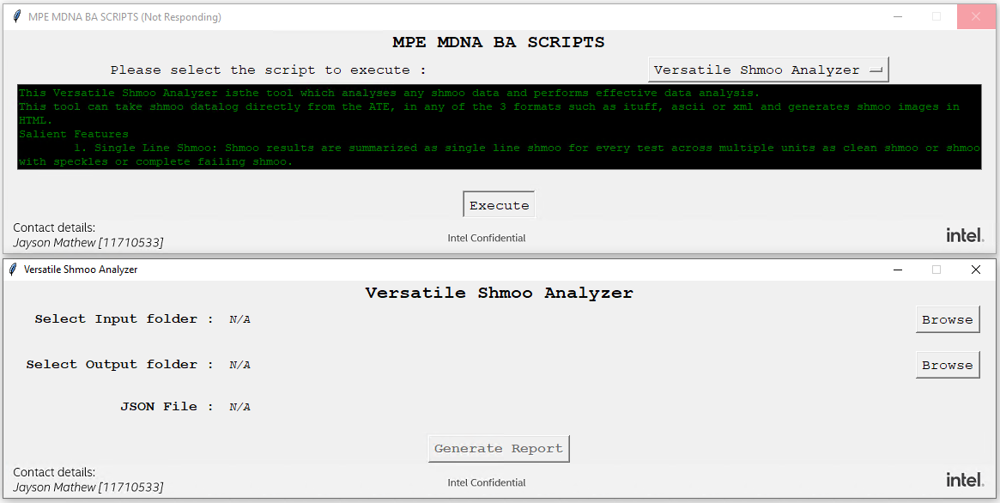 MPE MDNA BA SCRIPTS (Not Responding)
MPE MDNA BA SCRIPTS
Please select the script to execute : Versatile Shmoo Analyzer
This Versatile Shmoo Analyzer isthe tool which analyses any shmoo data and performs effective data analysis.
This tool can take shmoo datalog directly from the ATE, in any of the 3 formats such as ituff, ascii or xml and generates shmoo images in
HTML.
Salient Features
1. Single Line Shmoo: Shmoo results are summarized as single line shmoo for every test across multiple units as clean shmoo or shmoo
with speckles or complete failing shmoo.
Execute
Contact details:
Jayson Mathew [11710533]
Intel Confidential
intel.
Versatile Shmoo Analyzer
Versatile Shmoo Analyzer
Select Input folder : N/A Browse
Select Output folder : N/A Browse
JSON File : N/A
Generate Report
Contact details:
Jayson Mathew [11710533]
Intel Confidential
intel.